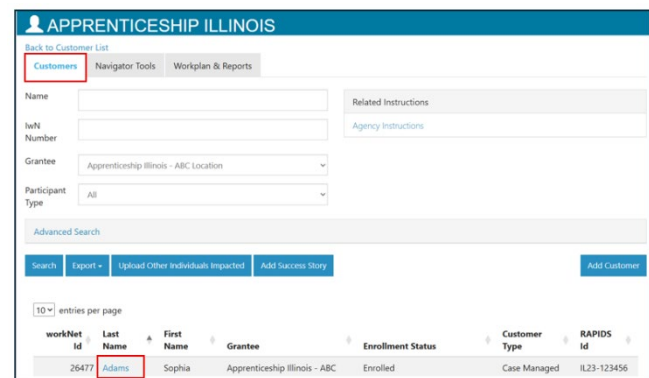 APPRENTICESHIP ILLINOIS
Back to Customer List
Customers Navigator Tools Workplan & Reports
Name
Related Instructions
IwN Number
Agency Instructions
Grantee Apprenticeship Illinois - ABC Location
Participant Type All
Advanced Search
Search Export Upload Other Individuals Impacted Add Success Story Add Customer
10 entries per page
workNet Id Last Name First Name Grantee Enrollment Status Customer Type RAPIDS Id
26477 Adams Sophia Apprenticeship Illinois - ABC Enrolled Case Managed IL23-123456